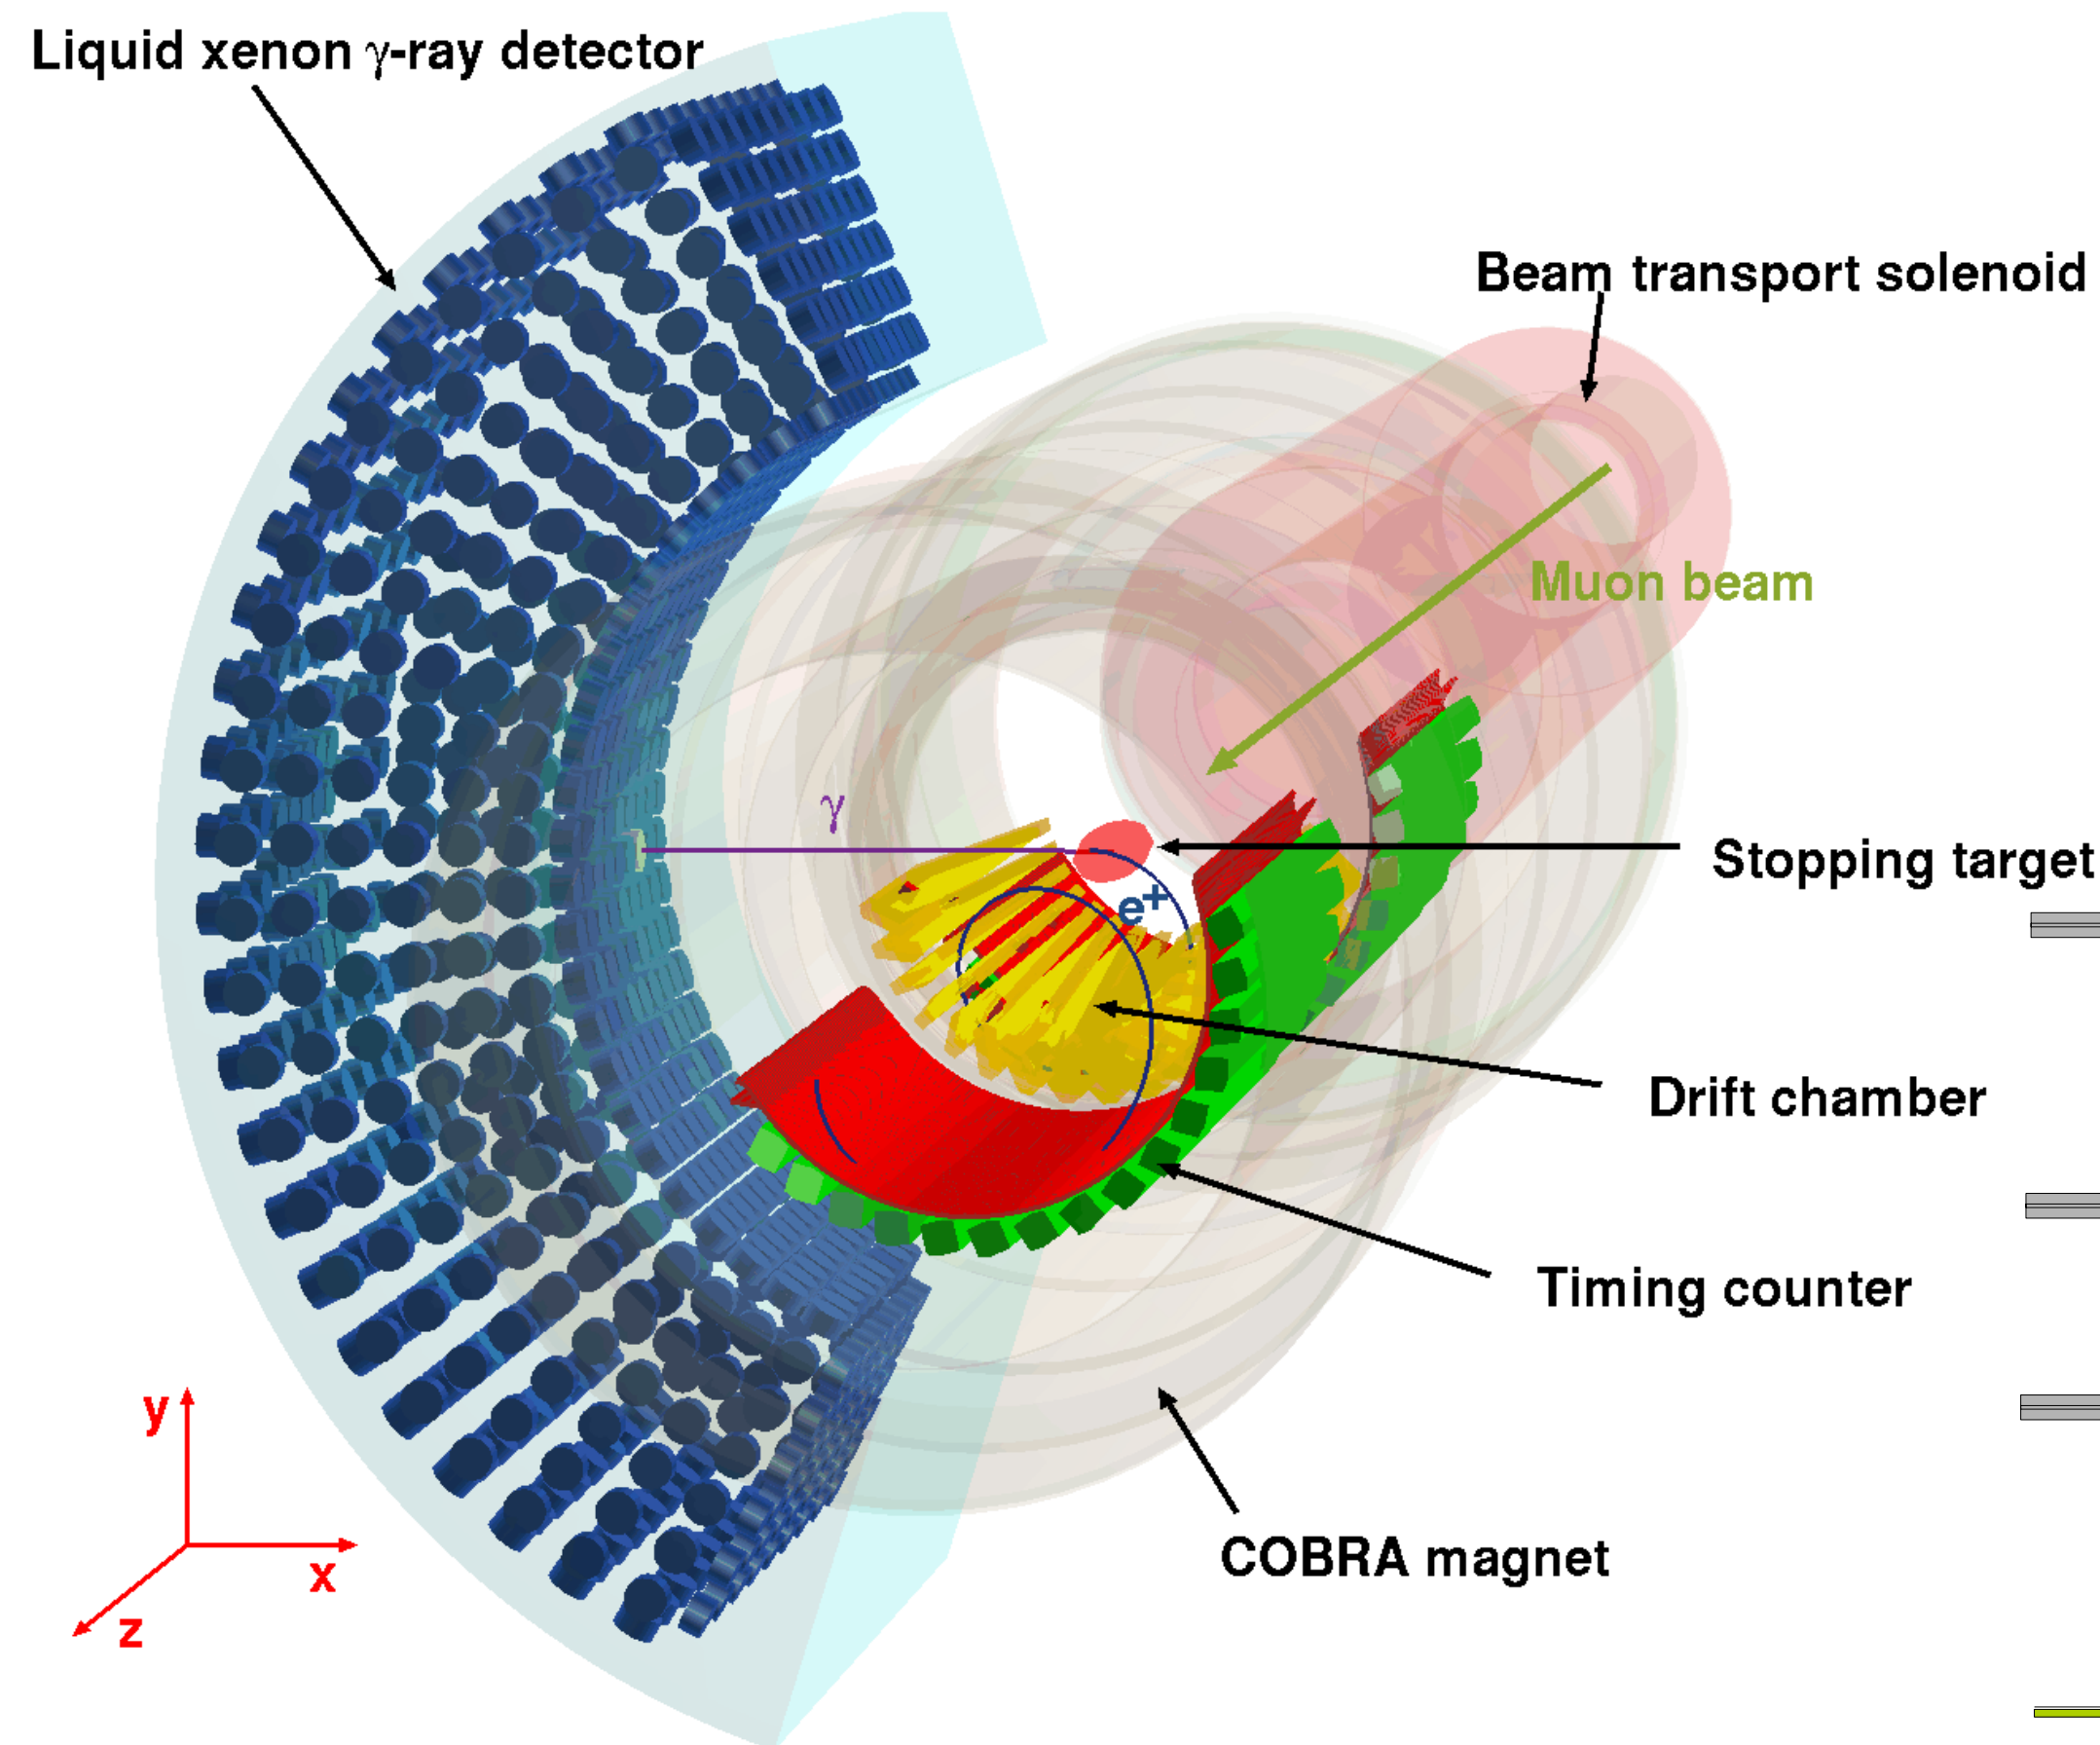 Liquid xenon γ-ray detector
Beam transport solenoid
Muon beam
γ
Stopping target
e+
Drift chamber
Timing counter
COBRA magnet
y
x
z